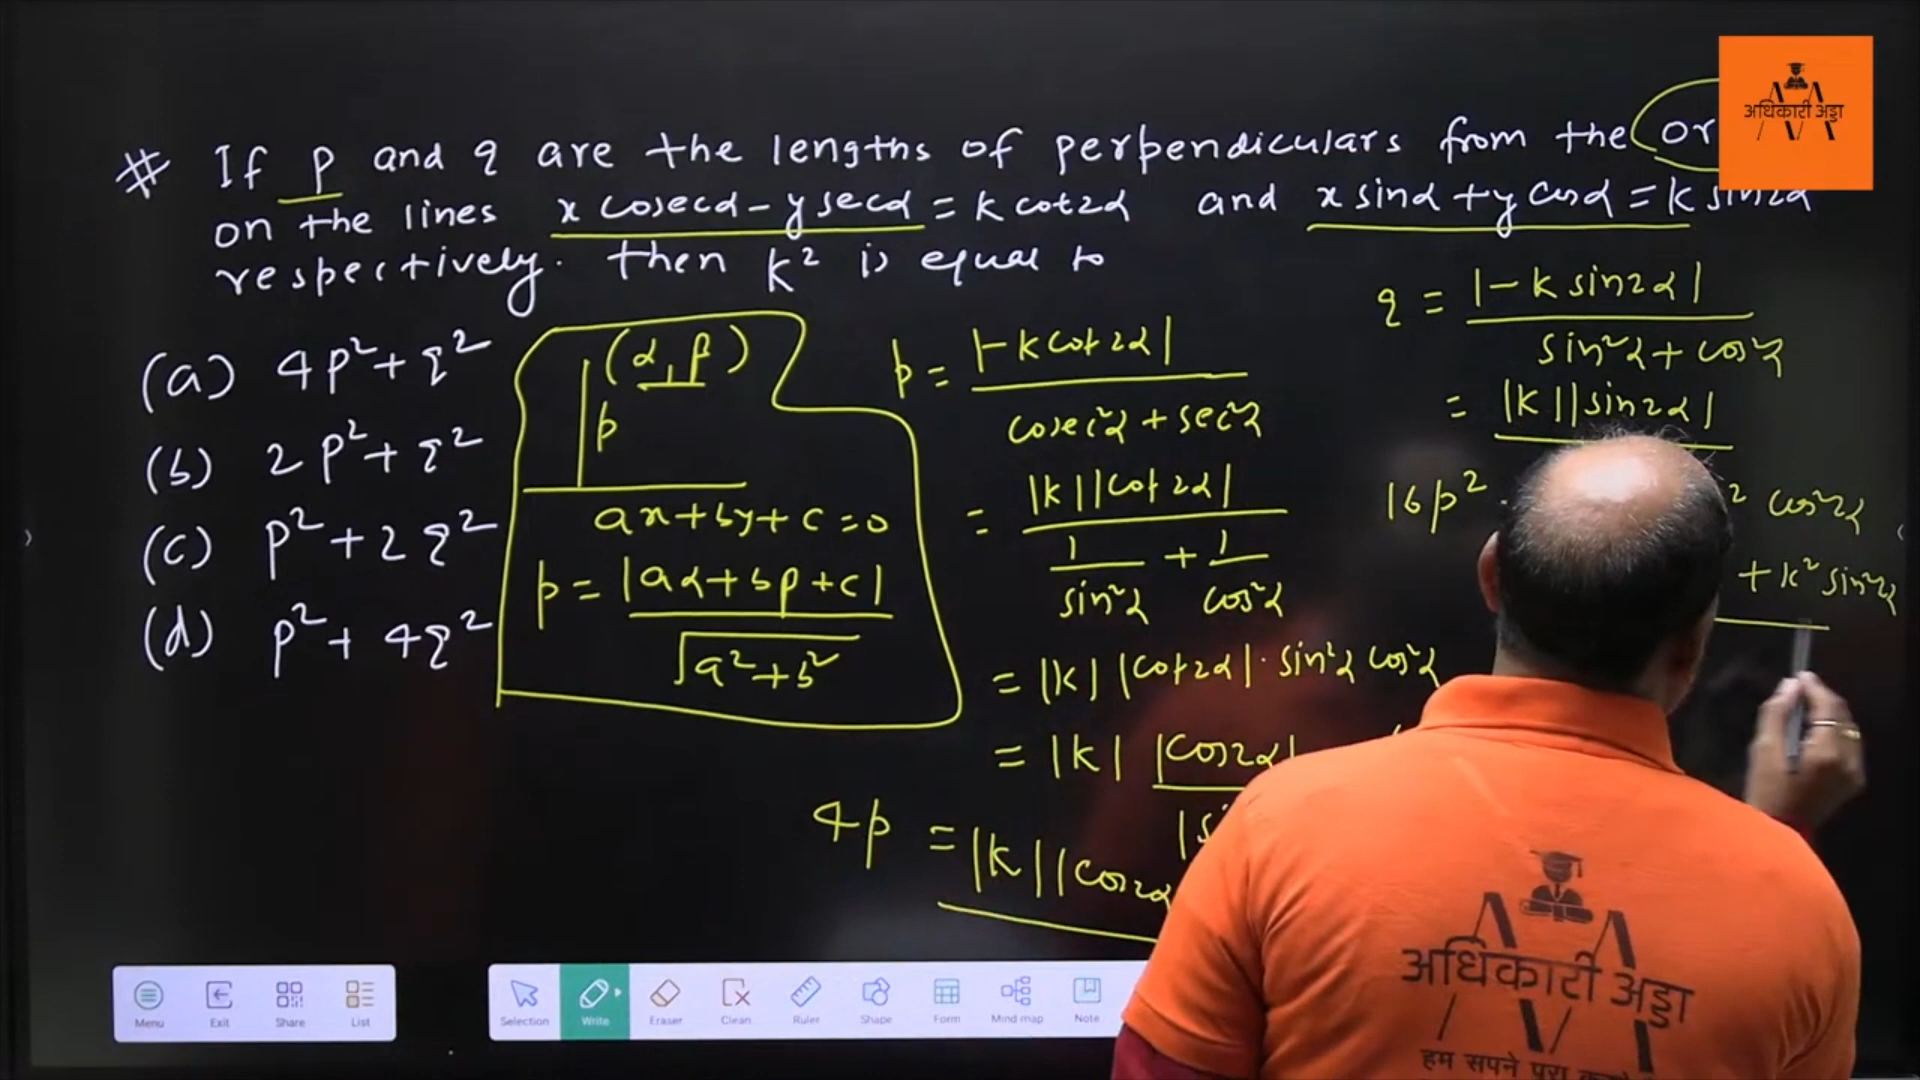 अधिकारी अड्डा
# If p and q are the lengths of perpendiculars from the or
on the lines x cosecα - y secα = k cot2α and x sinα + y cosα = k sin2α
respectively. then k² is equal to
(a) 4p² + q²
(b) 2p² + q²
(c) p² + 2q²
(d) p² + 4q²
(α, β)
p
ax + by + c = 0
p = |aα + bβ + c|
√a² + b²
p = |-k cot2α|
cosec²α + sec²α
= |k||cot2α|
1/sin²α + 1/cos²α
= |k| |cot2α| · sin²α cos²α
= |k| |cos2α|
4p = |k||cos2α
q = |-k sin2α|
sin²α + cos²α
= |k||sin2α|
16p² cos²2α
+ k² sin²2α
Menu
Exit
Share
List
Selection
Write
Eraser
Clean
Ruler
Shape
Form
Mind map
Note
अधिकारी अड्डा
हम सपने